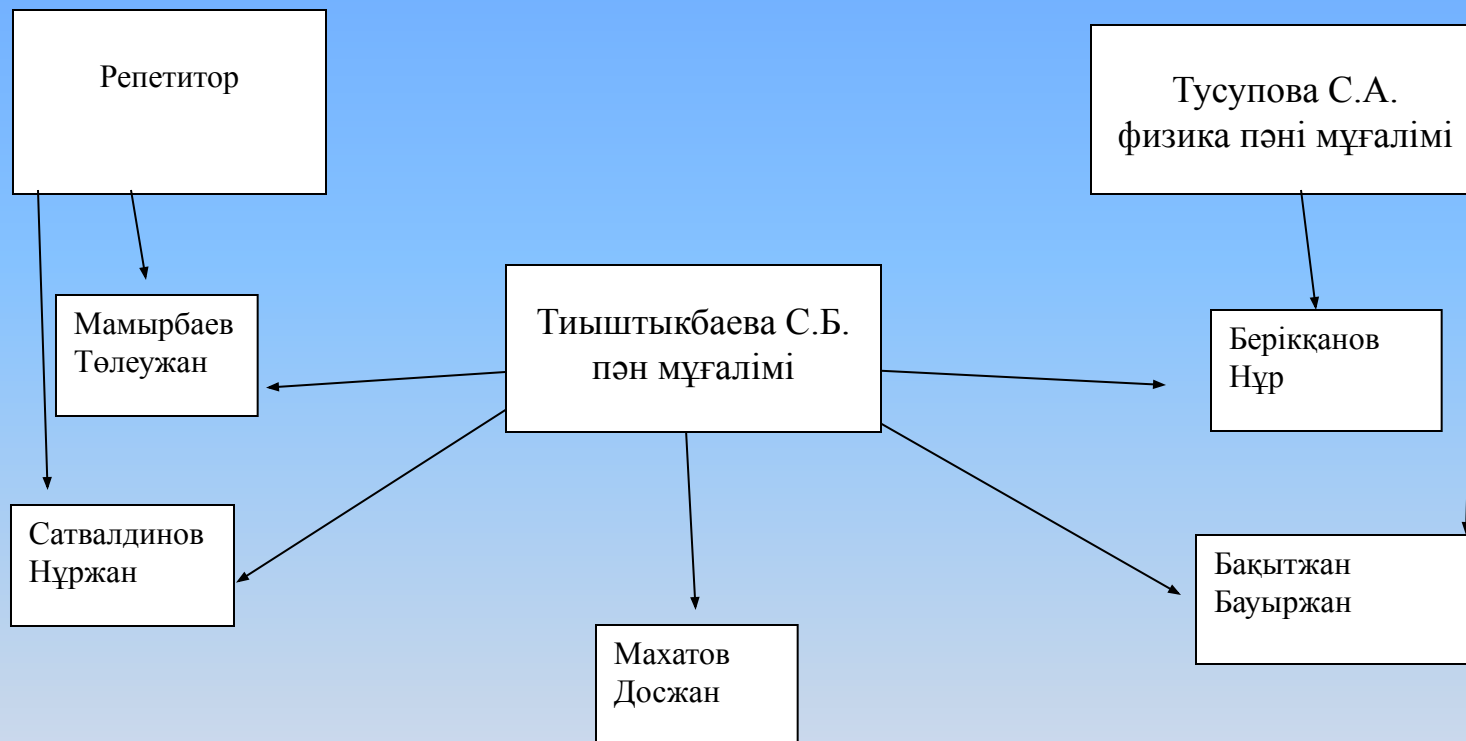 Репетитор
Тусупова С.А.
физика пәні мұғалімі
Тиыштыкбаева С.Б.
пән мұғалімі
Мамырбаев
Төлеужан
Берікқанов
Нұр
Сатвалдинов
Нұржан
Бақытжан
Бауыржан
Махатов
Досжан